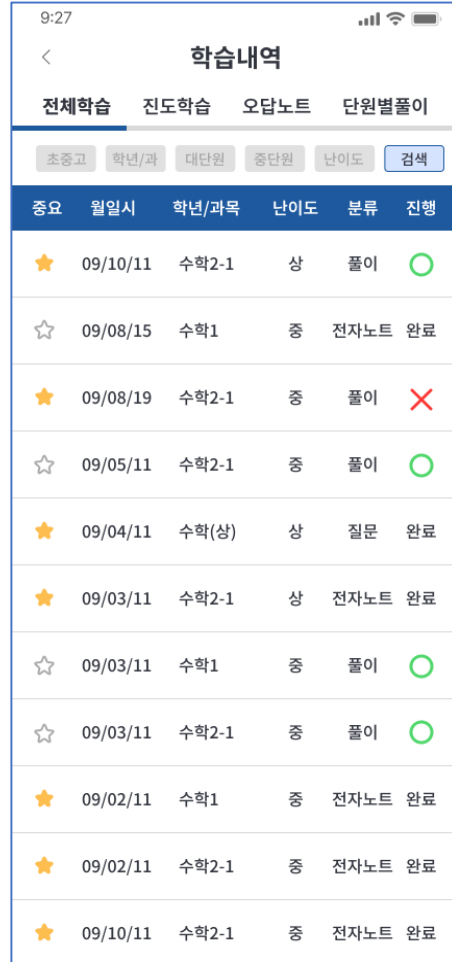 9:27
학습내역
전체학습 진도학습 오답노트 단원별풀이
초중고 학년/과 대단원 중단원 난이도 검색
중요 월일시 학년/과목 난이도 분류 진행
09/10/11 수학2-1 상 풀이
09/08/15 수학1 중 전자노트 완료
09/08/19 수학2-1 중 풀이
09/05/11 수학2-1 중 풀이
09/04/11 수학(상) 상 질문 완료
09/03/11 수학2-1 상 전자노트 완료
09/03/11 수학1 중 풀이
09/03/11 수학2-1 중 풀이
09/02/11 수학1 중 전자노트 완료
09/02/11 수학2-1 중 전자노트 완료
09/10/11 수학2-1 중 전자노트 완료